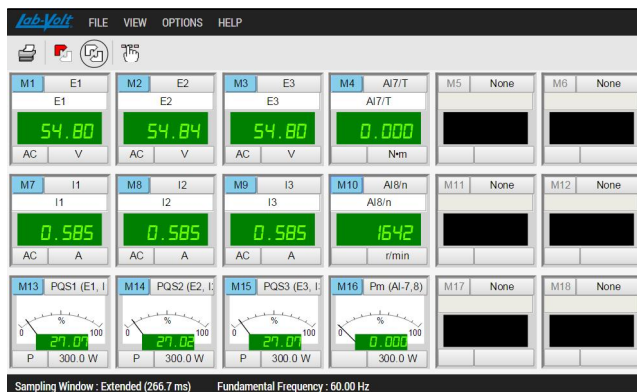 Lab-Volt FILE VIEW OPTIONS HELP
M1 E1 M2 E2 M3 E3 M4 AI7/T M5 None M6 None
E1 E2 E3 AI7/T
54.80 54.84 54.80 0.000
AC V AC V AC V N•m
M7 I1 M8 I2 M9 I3 M10 AI8/n M11 None M12 None
I1 I2 I3 AI8/n
0.585 0.585 0.585 1642
AC A AC A AC A r/min
M13 PQS1 (E1, I M14 PQS2 (E2, I2 M15 PQS3 (E3, I3 M16 Pm (AI-7,8) M17 None M18 None
% % % %
0 100 0 100 0 100 0 100
27.07 27.02 27.07 0.000
P 300.0 W P 300.0 W P 300.0 W 300.0 W
Sampling Window : Extended (266.7 ms) Fundamental Frequency : 60.00 Hz